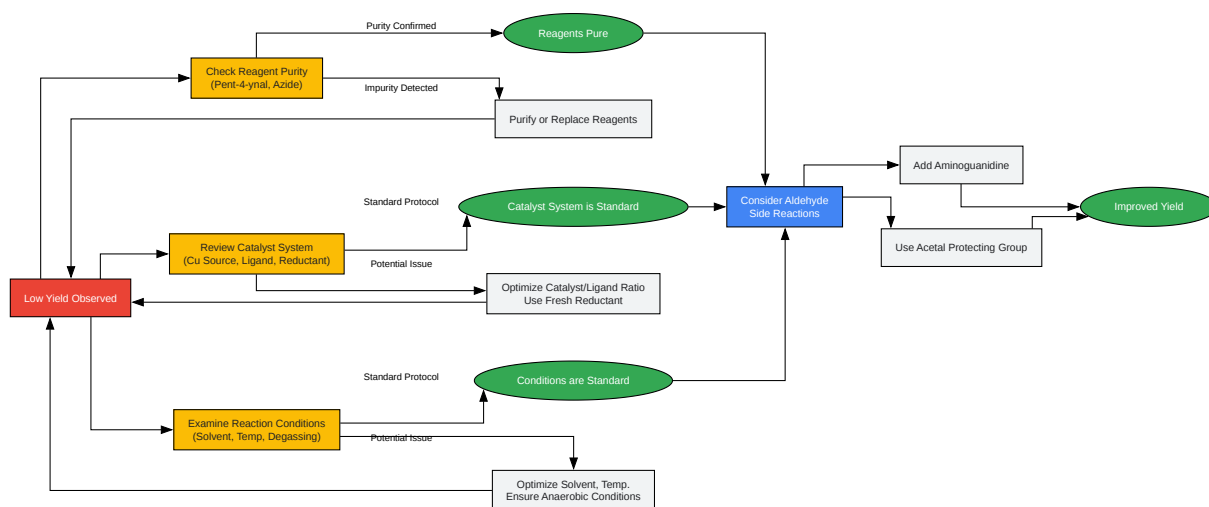 Purity Confirmed
Reagents Pure
Check Reagent Purity
(Pent-4-ynal, Azide)
Impurity Detected
Purify or Replace Reagents
Add Aminoguanidine
Standard Protocol
Catalyst System is Standard
Consider Aldehyde
Side Reactions
Improved Yield
Review Catalyst System
(Cu Source, Ligand, Reductant)
Potential Issue
Use Acetal Protecting Group
Low Yield Observed
Optimize Catalyst/Ligand Ratio
Use Fresh Reductant
Standard Protocol
Conditions are Standard
Examine Reaction Conditions
(Solvent, Temp, Degassing)
Potential Issue
Optimize Solvent, Temp.
Ensure Anaerobic Conditions